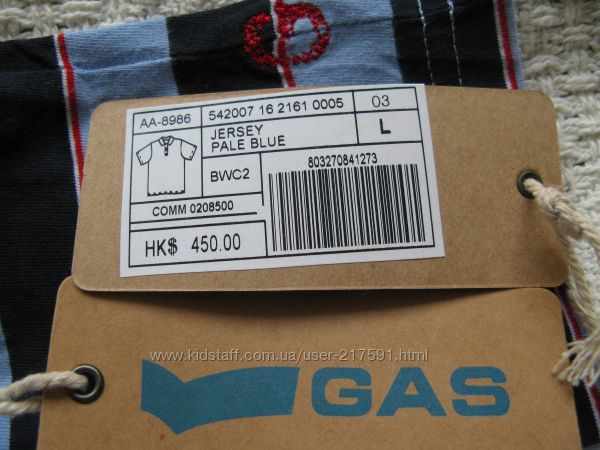 AA-8986
542007 16 2161 0005
03
JERSEY
PALE BLUE
L
BWC2
803270841273
COMM 0208500
HK$ 450.00
www.kidstaff.com.ua/user-217591.html
GAS